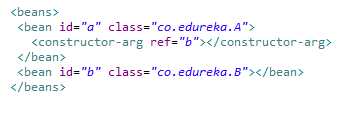 <beans>
<bean id="a" class="co.edureka.A">
<constructor-arg ref="b"></constructor-arg>
</bean>
<bean id="b" class="co.edureka.B"></bean>
</beans>